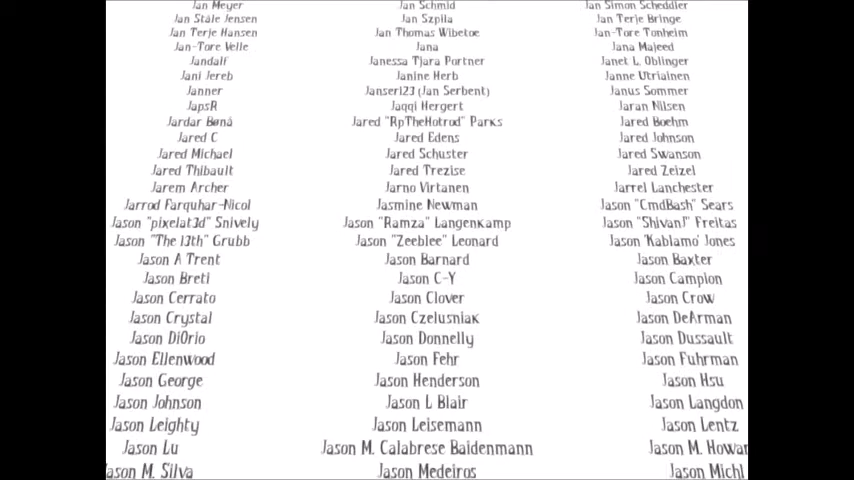 Jan Meyer Jan Schmid Jan Simon Scheddler
Jan Ståle Jensen Jan Szpila Jan Terje Bringe
Jan Terje Hansen Jan Thomas Wibetoe Jan-Tore Tonheim
Jan-Tore Velle Jana Jana Majeed
Jandalf Janessa Tjara Portner Janet L. Oblinger
Jani Jereb Janine Herb Janne Utriainen
Janner Janser123 (Jan Serbent) Janus Sommer
JapsR Jaqqi Hergert Jaran Nilsen
Jardar Bønå Jared "RpTheHotrod" Parks Jared Boehm
Jared C Jared Edens Jared Johnson
Jared Michael Jared Schuster Jared Swanson
Jared Thibault Jared Trezise Jared Zeizel
Jarem Archer Jarno Virtanen Jarrel Lanchester
Jarrod Farquhar-Nicol Jasmine Newman Jason "CmdBash" Sears
Jason "pixelat3d" Snively Jason "Ramza" Langenkamp Jason "ShivanJ" Freitas
Jason "The 13th" Grubb Jason "Zeeblee" Leonard Jason 'Kablamo' Jones
Jason A Trent Jason Barnard Jason Baxter
Jason Breti Jason C-Y Jason Campion
Jason Cerrato Jason Clover Jason Crow
Jason Crystal Jason Czelusniak Jason DeArman
Jason DiOrio Jason Donnelly Jason Dussault
Jason Ellenwood Jason Fehr Jason Fuhrman
Jason George Jason Henderson Jason Hsu
Jason Johnson Jason L Blair Jason Langdon
Jason Leighty Jason Leisemann Jason Lentz
Jason Lu Jason M. Calabrese Baidenmann Jason M. Howar
Jason M. Silva Jason Medeiros Jason Michl